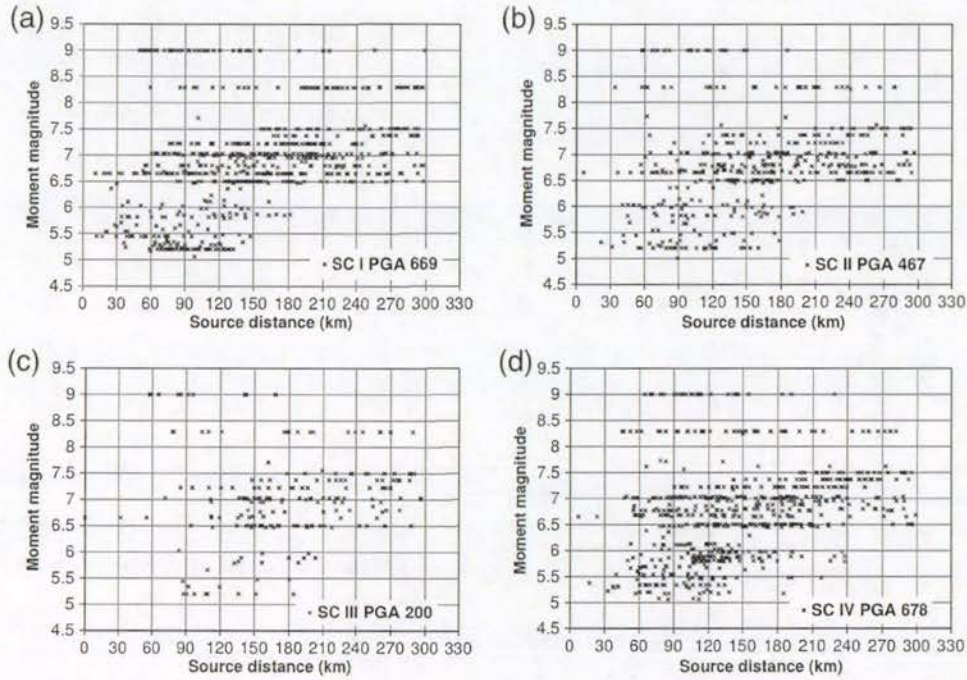 (a)
9.5
9
8.5
8
7.5
7
6.5
6
5.5
5
4.5
Moment magnitude
SC I PGA 669
0 30 60 90 120 150 180 210 240 270 300 330
Source distance (km)
(b)
9.5
9
8.5
8
7.5
7
6.5
6
5.5
5
4.5
Moment magnitude
SC II PGA 467
0 30 60 90 120 150 180 210 240 270 300 330
Source distance (km)
(c)
9.5
9
8.5
8
7.5
7
6.5
6
5.5
5
4.5
Moment magnitude
SC III PGA 200
0 30 60 90 120 150 180 210 240 270 300 330
Source distance (km)
(d)
9.5
9
8.5
8
7.5
7
6.5
6
5.5
5
4.5
Moment magnitude
SC IV PGA 678
0 30 60 90 120 150 180 210 240 270 300 330
Source distance (km)